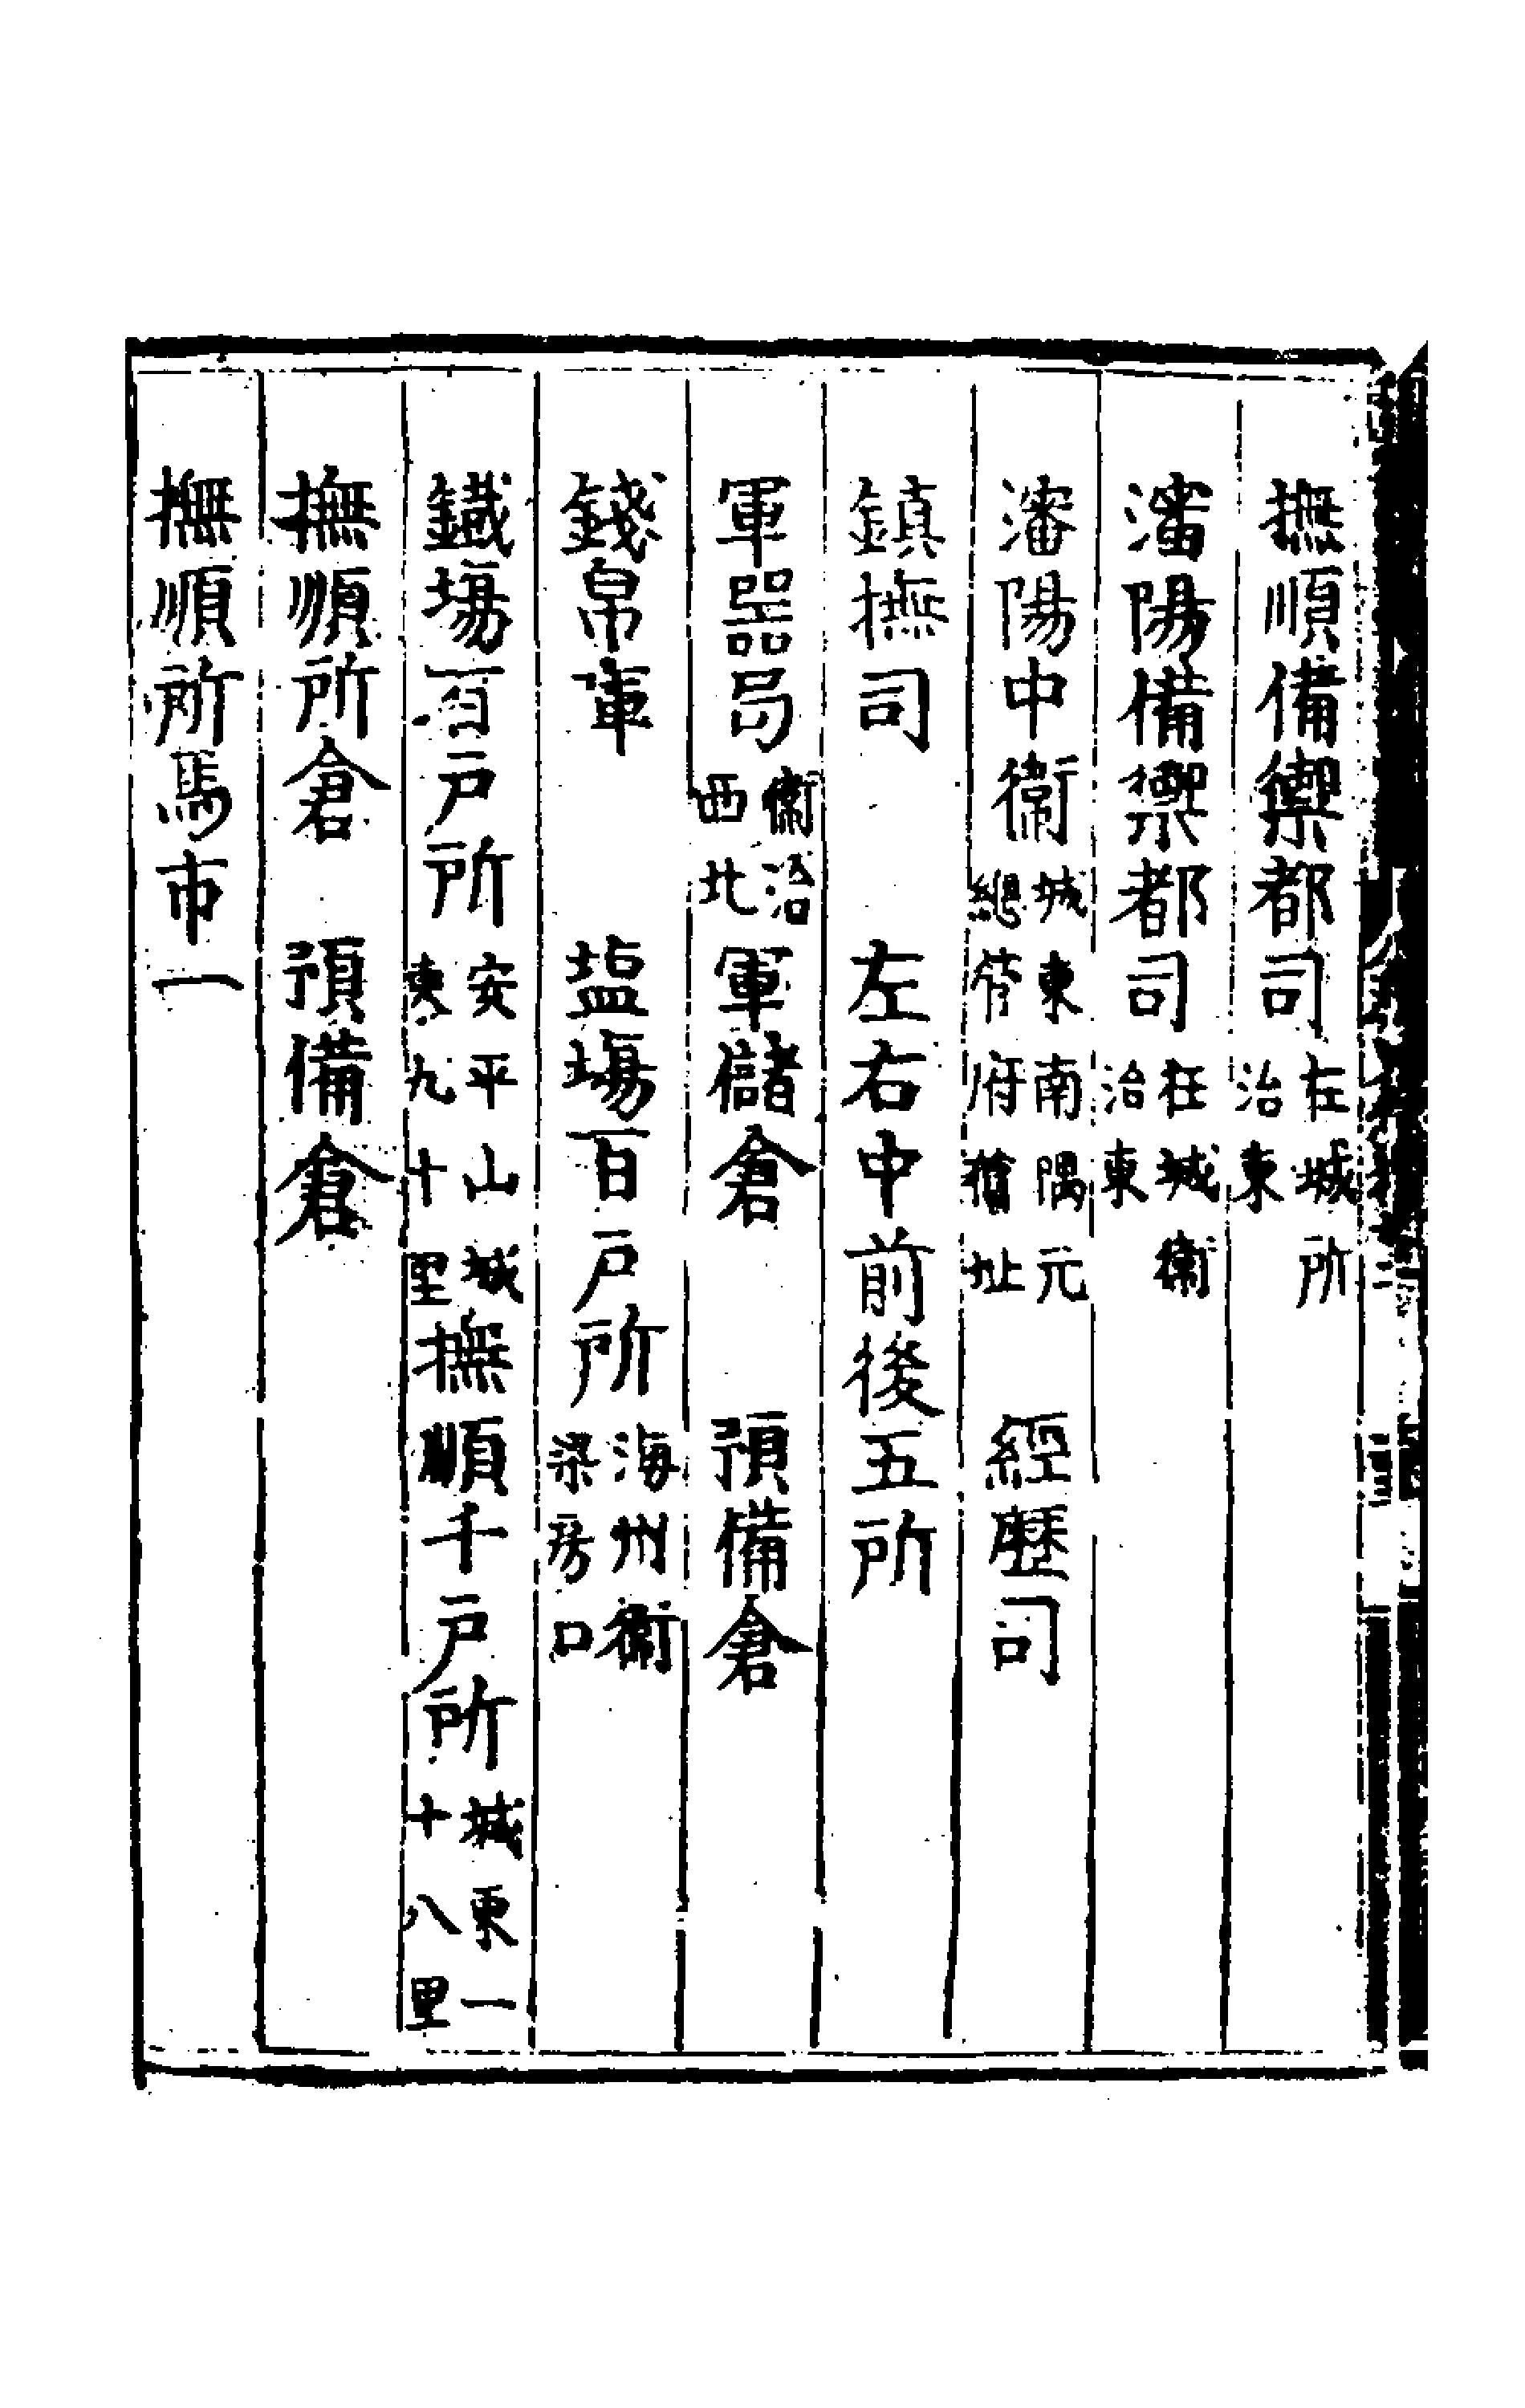 撫順備禦都司在城所治東
瀋陽備禦都司在城衛治東
瀋陽中衛城東南隅元總管府舊址　經歷司
鎮撫司　左右中前後五所
軍器局衛治西北軍儲倉　預備倉
錢帛庫　盐場百戶所海州衛梁房口
鐵場百戶所安平山城東九十里撫順千戶所城東一十八里
撫順所倉　預備倉
撫順所馬市一